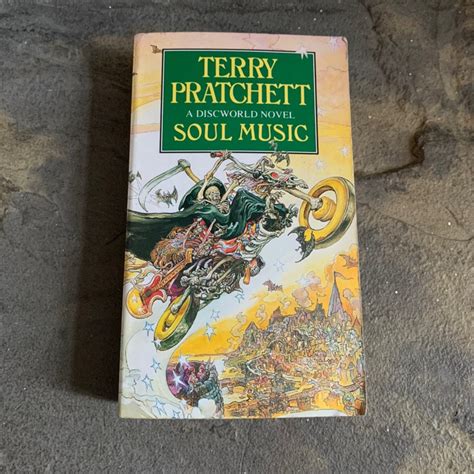 TERRY
PRATCHETT
A DISCWORLD NOVEL
SOUL MUSIC